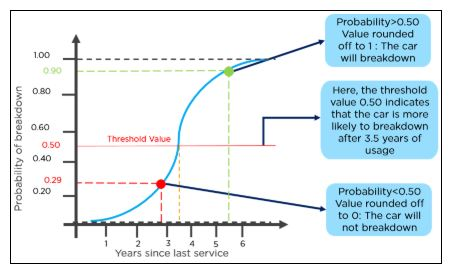 Probability>0.50
Value rounded
off to 1 : The car
will breakdown
1.00
0.90
0.80
Here, the threshold
value 0.50 indicates
that the car is more
likely to breakdown
after 3.5 years of
usage
Probability of breakdown
0.60
Threshold Value
0.50
0.40
0.29
0.20
Probability<0.50
Value rounded off
to 0: The car will
not breakdown
1 2 3 4 5 6
Years since last service